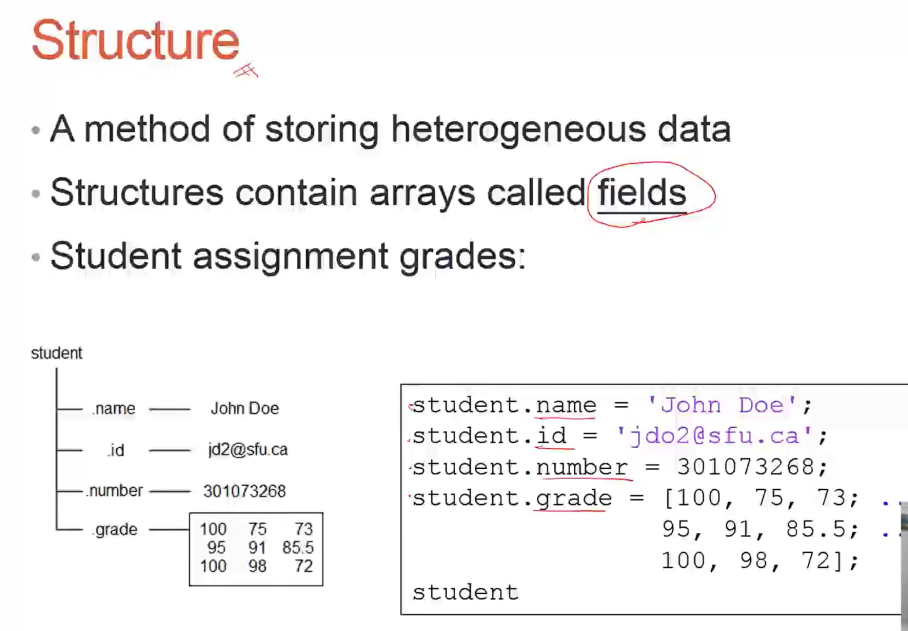 Structure
• A method of storing heterogeneous data
• Structures contain arrays called fields
• Student assignment grades:
student
.name John Doe
.id jd2@sfu.ca
.number 301073268
.grade
100 75 73
95 91 85.5
100 98 72
student.name = 'John Doe';
student.id = 'jdo2@sfu.ca';
student.number = 301073268;
student.grade = [100, 75, 73; ..
95, 91, 85.5; ..
100, 98, 72];
student